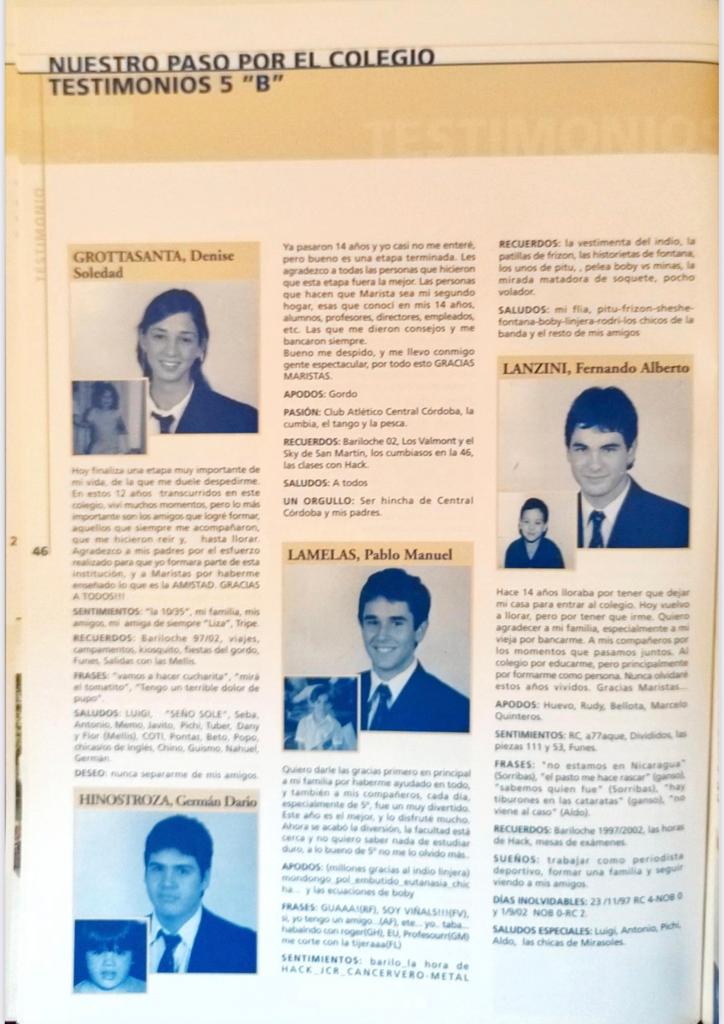 NUESTRO PASO POR EL COLEGIO
TESTIMONIOS 5 "B"
TESTIMONIOS
TESTIMONIO
2
46
GROTTASANTA, Denise
Soledad
Hoy finaliza una etapa muy importante de
mi vida, de la que me duele despedirme.
En estos 12 años transcurridos en este
colegio, viví muchos momentos, pero lo más
importante son los amigos que logré formar,
aquellos que siempre me acompañaron,
que me hicieron reír y, hasta llorar.
Agradezco a mis padres por el esfuerzo
realizado para que yo formara parte de esta
institución, y a Maristas por haberme
enseñado lo que es la AMISTAD. GRACIAS
A TODOS!!!
SENTIMIENTOS: "la 10/35", mi familia, mis
amigos, mi amiga de siempre "Liza", Tripe.
RECUERDOS: Bariloche 97/02, viajes,
campamentos, kiosquito, fiestas del gordo,
Funes, Salidas con las Mellis.
FRASES: "vamos a hacer cucharita", "mirá
el tomatito", "Tengo un terrible dolor de
pupo".
SALUDOS: LUIGI, "SEÑO SOLE", Seba,
Antonio, Memo, Javito, Pichi, Tuber, Dany
y Flor (Mellis), COTI, Pontas, Beto, Popo,
chicas/os de inglés, Chino, Guismo, Nahuel,
Germán.
DESEO: nunca separarme de mis amigos.
HINOSTROZA, Germán Darío
Ya pasaron 14 años y yo casi no me enteré,
pero bueno es una etapa terminada. Les
agradezco a todas las personas que hicieron
que esta etapa fuera la mejor. Las personas
que hacen que Marista sea mi segundo
hogar, esas que conocí en mis 14 años,
alumnos, profesores, directores, empleados,
etc. Las que me dieron consejos y me
bancaron siempre.
Bueno me despido, y me llevo conmigo
gente espectacular, por todo esto GRACIAS
MARISTAS.
APODOS: Gordo
PASIÓN: Club Atlético Central Córdoba, la
cumbia, el tango y la pesca.
RECUERDOS: Bariloche 02, Los Valmont y el
Sky de San Martin, los cumbiasos en la 46,
las clases con Hack.
SALUDOS: A todos
UN ORGULLO: Ser hincha de Central
Córdoba y mis padres.
LAMELAS, Pablo Manuel
Quiero darle las gracias primero en principal
a mi familia por haberme ayudado en todo,
y también a mis compañeros, cada día,
especialmente de 5º, fue un muy divertido.
Este año es el mejor, y lo disfruté mucho.
Ahora se acabó la diversión, la facultad está
cerca y no quiero saber nada de estudiar
duro, a lo bueno de 5º no me lo olvido más.
APODOS: (millones gracias al indio linjera)
mondongo_pol_embutido_eutanasia_chic
ha... y las ecuaciones de boby
FRASES: GUAAA!(RF), SOY VIÑALS!!!(FV),
si, yo tengo un amigo...(AF), ete... yo.. taba...
habaindo con roger(GH), EU, Profesourr(GM)
me corte con la tijeraaa(FL)
SENTIMIENTOS: barilo_la hora de
HACK_JCR_CANCERVERO-METAL
RECUERDOS: la vestimenta del indio, la
patillas de frizon, las historietas de fontana,
los unos de pitu, , pelea boby vs minas, la
mirada matadora de soquete, pocho
volador.
SALUDOS: mi flia, pitu-frizon-sheshe-
fontana-boby-linjera-rodri-los chicos de la
banda y el resto de mis amigos
LANZINI, Fernando Alberto
Hace 14 años lloraba por tener que dejar
mi casa para entrar al colegio. Hoy vuelvo
a llorar, pero por tener que irme. Quiero
agradecer a mi familia, especialmente a mi
vieja por bancarme. A mis compañeros por
los momentos que pasamos juntos. Al
colegio por educarme, pero principalmente
por formarme como persona. Nunca olvidaré
estos años vividos. Gracias Maristas...
APODOS: Huevo, Rudy, Bellota, Marcelo
Quinteros.
SENTIMIENTOS: RC, a77aque, Divididos, las
piezas 111 y 53, Funes.
FRASES: "no estamos en Nicaragua"
(Sorribas), "el pasto me hace rascar" (ganso),
"sabemos quien fue" (Sorribas), "hay
tiburones en las cataratas" (ganso), "no
viene al caso" (Aldo).
RECUERDOS: Bariloche 1997/2002, las horas
de Hack, mesas de exámenes.
SUEÑOS: trabajar como periodista
deportivo, formar una familia y seguir
viendo a mis amigos.
DÍAS INOLVIDABLES: 23 /11/97 RC 4-NOB 0
y 1/9/02 NOB 0-RC 2.
SALUDOS ESPECIALES: Luigi, Antonio, Pichi,
Aldo, las chicas de Mirasoles.